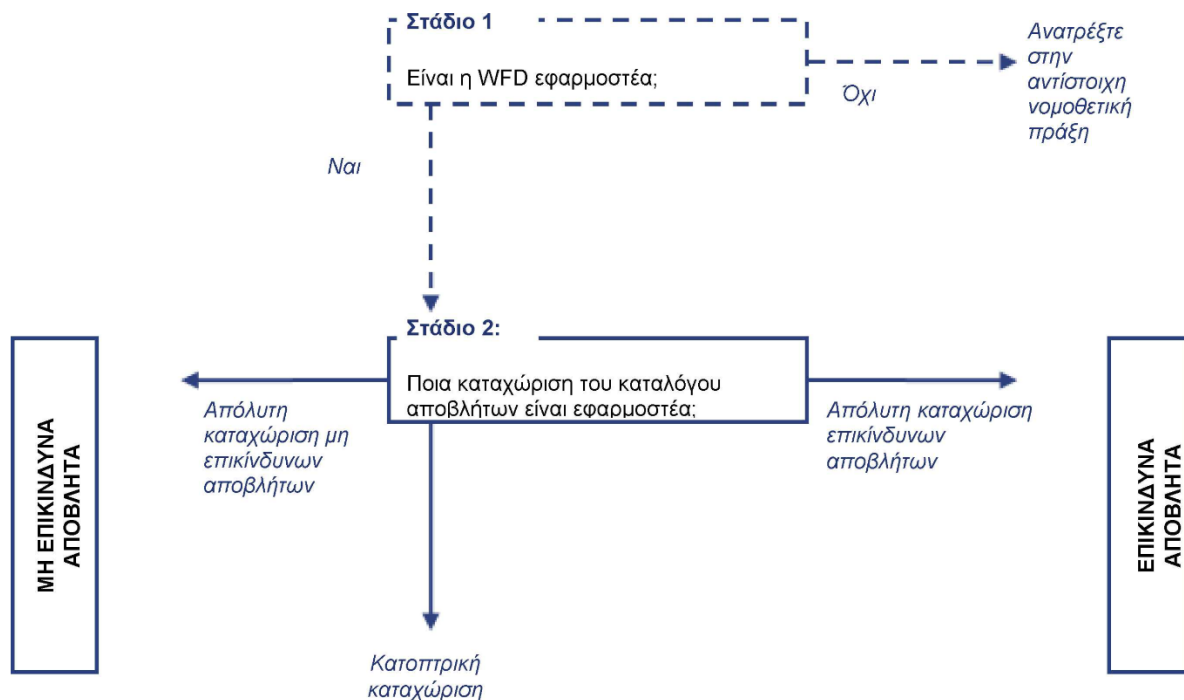 Στάδιο 1
Είναι η WFD εφαρμοστέα;
Όχι
Ανατρέξτε
στην
αντίστοιχη
νομοθετική
πράξη
Ναι
Στάδιο 2:
Ποια καταχώριση του καταλόγου
αποβλήτων είναι εφαρμοστέα;
ΜΗ ΕΠΙΚΙΝΔΥΝΑ
ΑΠΟΒΛΗΤΑ
Απόλυτη
καταχώριση μη
επικίνδυνων
αποβλήτων
Απόλυτη καταχώριση
επικίνδυνων
αποβλήτων
ΕΠΙΚΙΝΔΥΝΑ
ΑΠΟΒΛΗΤΑ
Κατοπτρική
καταχώριση